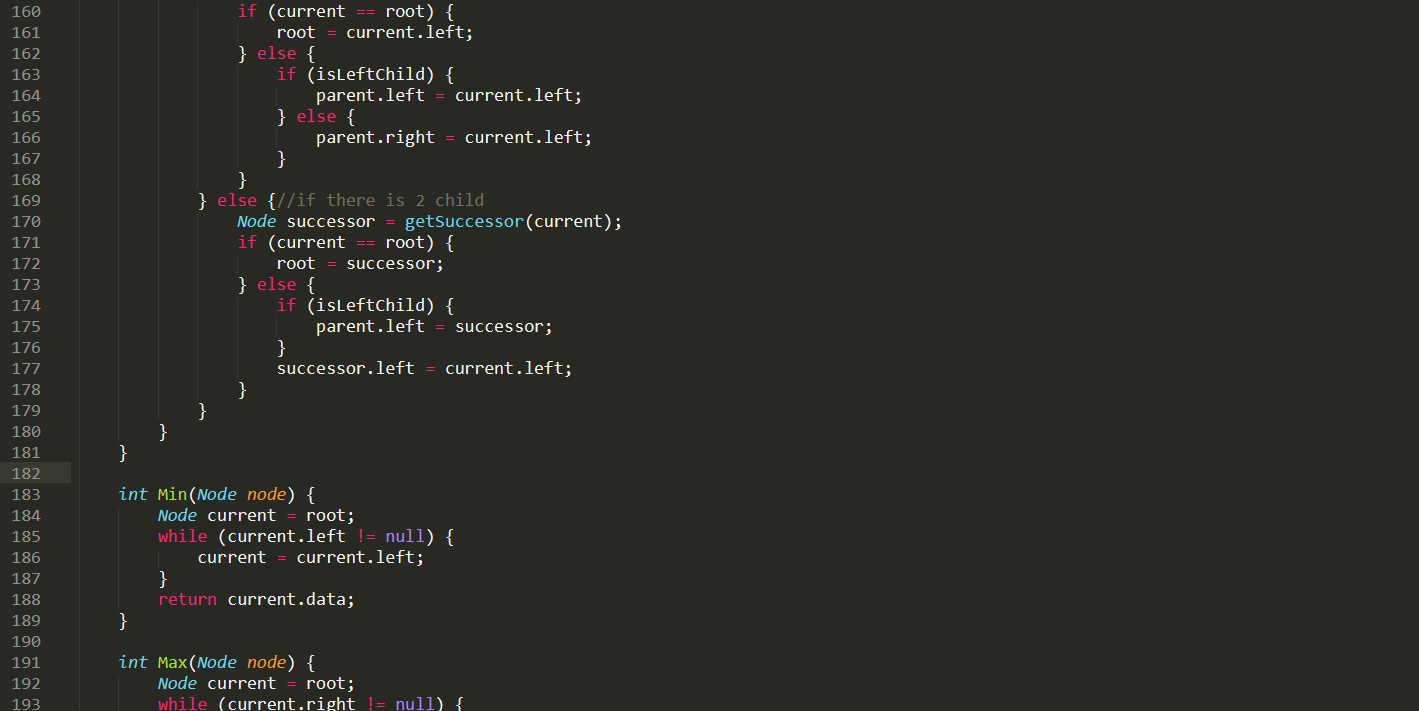 160 if (current == root) {
161 root = current.left;
162 } else {
163 if (isLeftChild) {
164 parent.left = current.left;
165 } else {
166 parent.right = current.left;
167 }
168 }
169 } else {//if there is 2 child
170 Node successor = getSuccessor(current);
171 if (current == root) {
172 root = successor;
173 } else {
174 if (isLeftChild) {
175 parent.left = successor;
176 }
177 successor.left = current.left;
178 }
179 }
180 }
181 }
182
183 int Min(Node node) {
184 Node current = root;
185 while (current.left != null) {
186 current = current.left;
187 }
188 return current.data;
189 }
190
191 int Max(Node node) {
192 Node current = root;
193 while (current.right != null) {